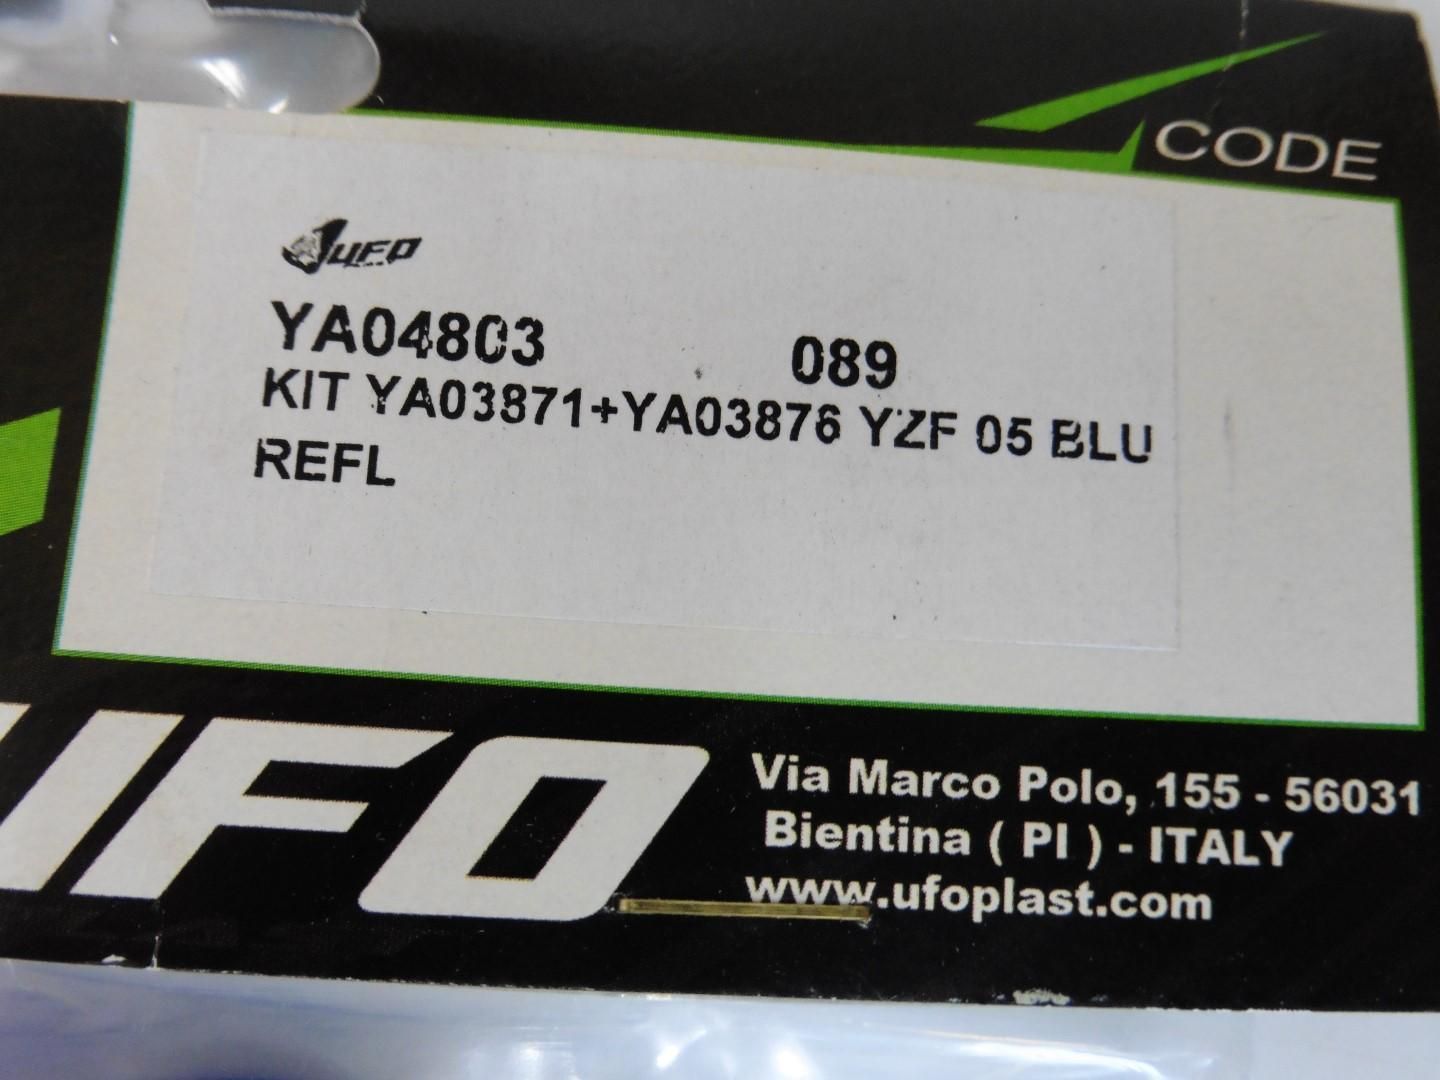 CODE
UFO
YA04803 089
KIT YA03871+YA03876 YZF 05 BLU
REFL
UFO
Via Marco Polo, 155 - 56031
Bientina ( PI ) - ITALY
www.ufoplast.com